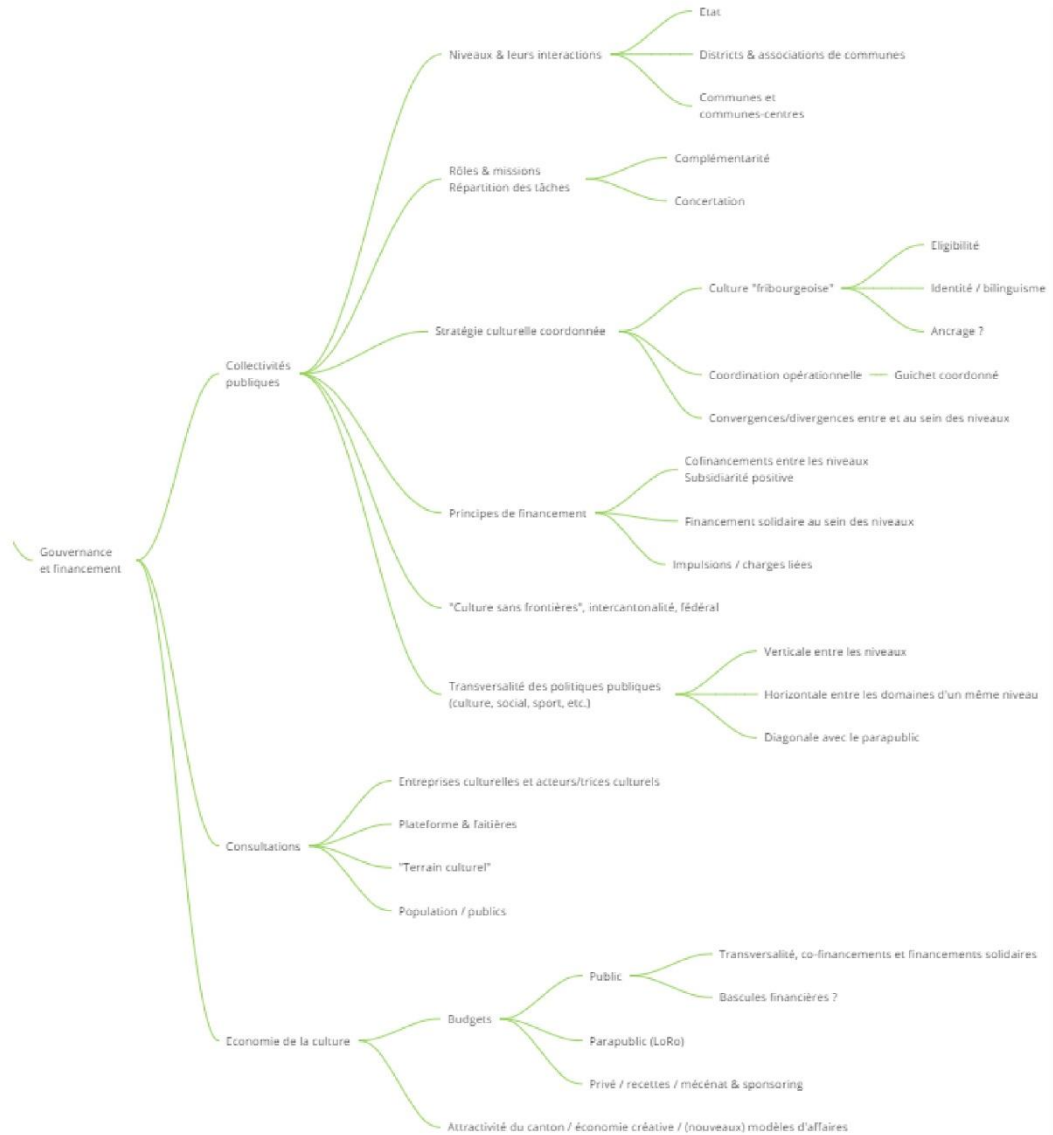 Etat
Niveaux & leurs interactions
Districts & associations de communes
Communes et
communes-centres
Complémentarité
Rôles & missions
Répartition des tâches
Concertation
Eligibilité
Culture "fribourgeoise"
Identité / bilinguisme
Ancrage ?
Stratégie culturelle coordonnée
Collectivités
publiques
Coordination opérationnelle
Guichet coordonné
Convergences/divergences entre et au sein des niveaux
Cofinancements entre les niveaux
Subsidiarité positive
Principes de financement
Financement solidaire au sein des niveaux
Impulsions / charges liées
Gouvernance
et financement
"Culture sans frontières", intercantonalité, fédéral
Verticale entre les niveaux
Transversalité des politiques publiques
(culture, social, sport, etc.)
Horizontale entre les domaines d'un même niveau
Diagonale avec le parapublic
Entreprises culturelles et acteurs/trices culturels
Plateforme & faitières
Consultations
"Terrain culturel"
Population / publics
Transversalité, co-financements et financements solidaires
Public
Bascules financières ?
Budgets
Economie de la culture
Parapublic (LoRo)
Privé / recettes / mécénat & sponsoring
Attractivité du canton / économie créative / (nouveaux) modèles d'affaires